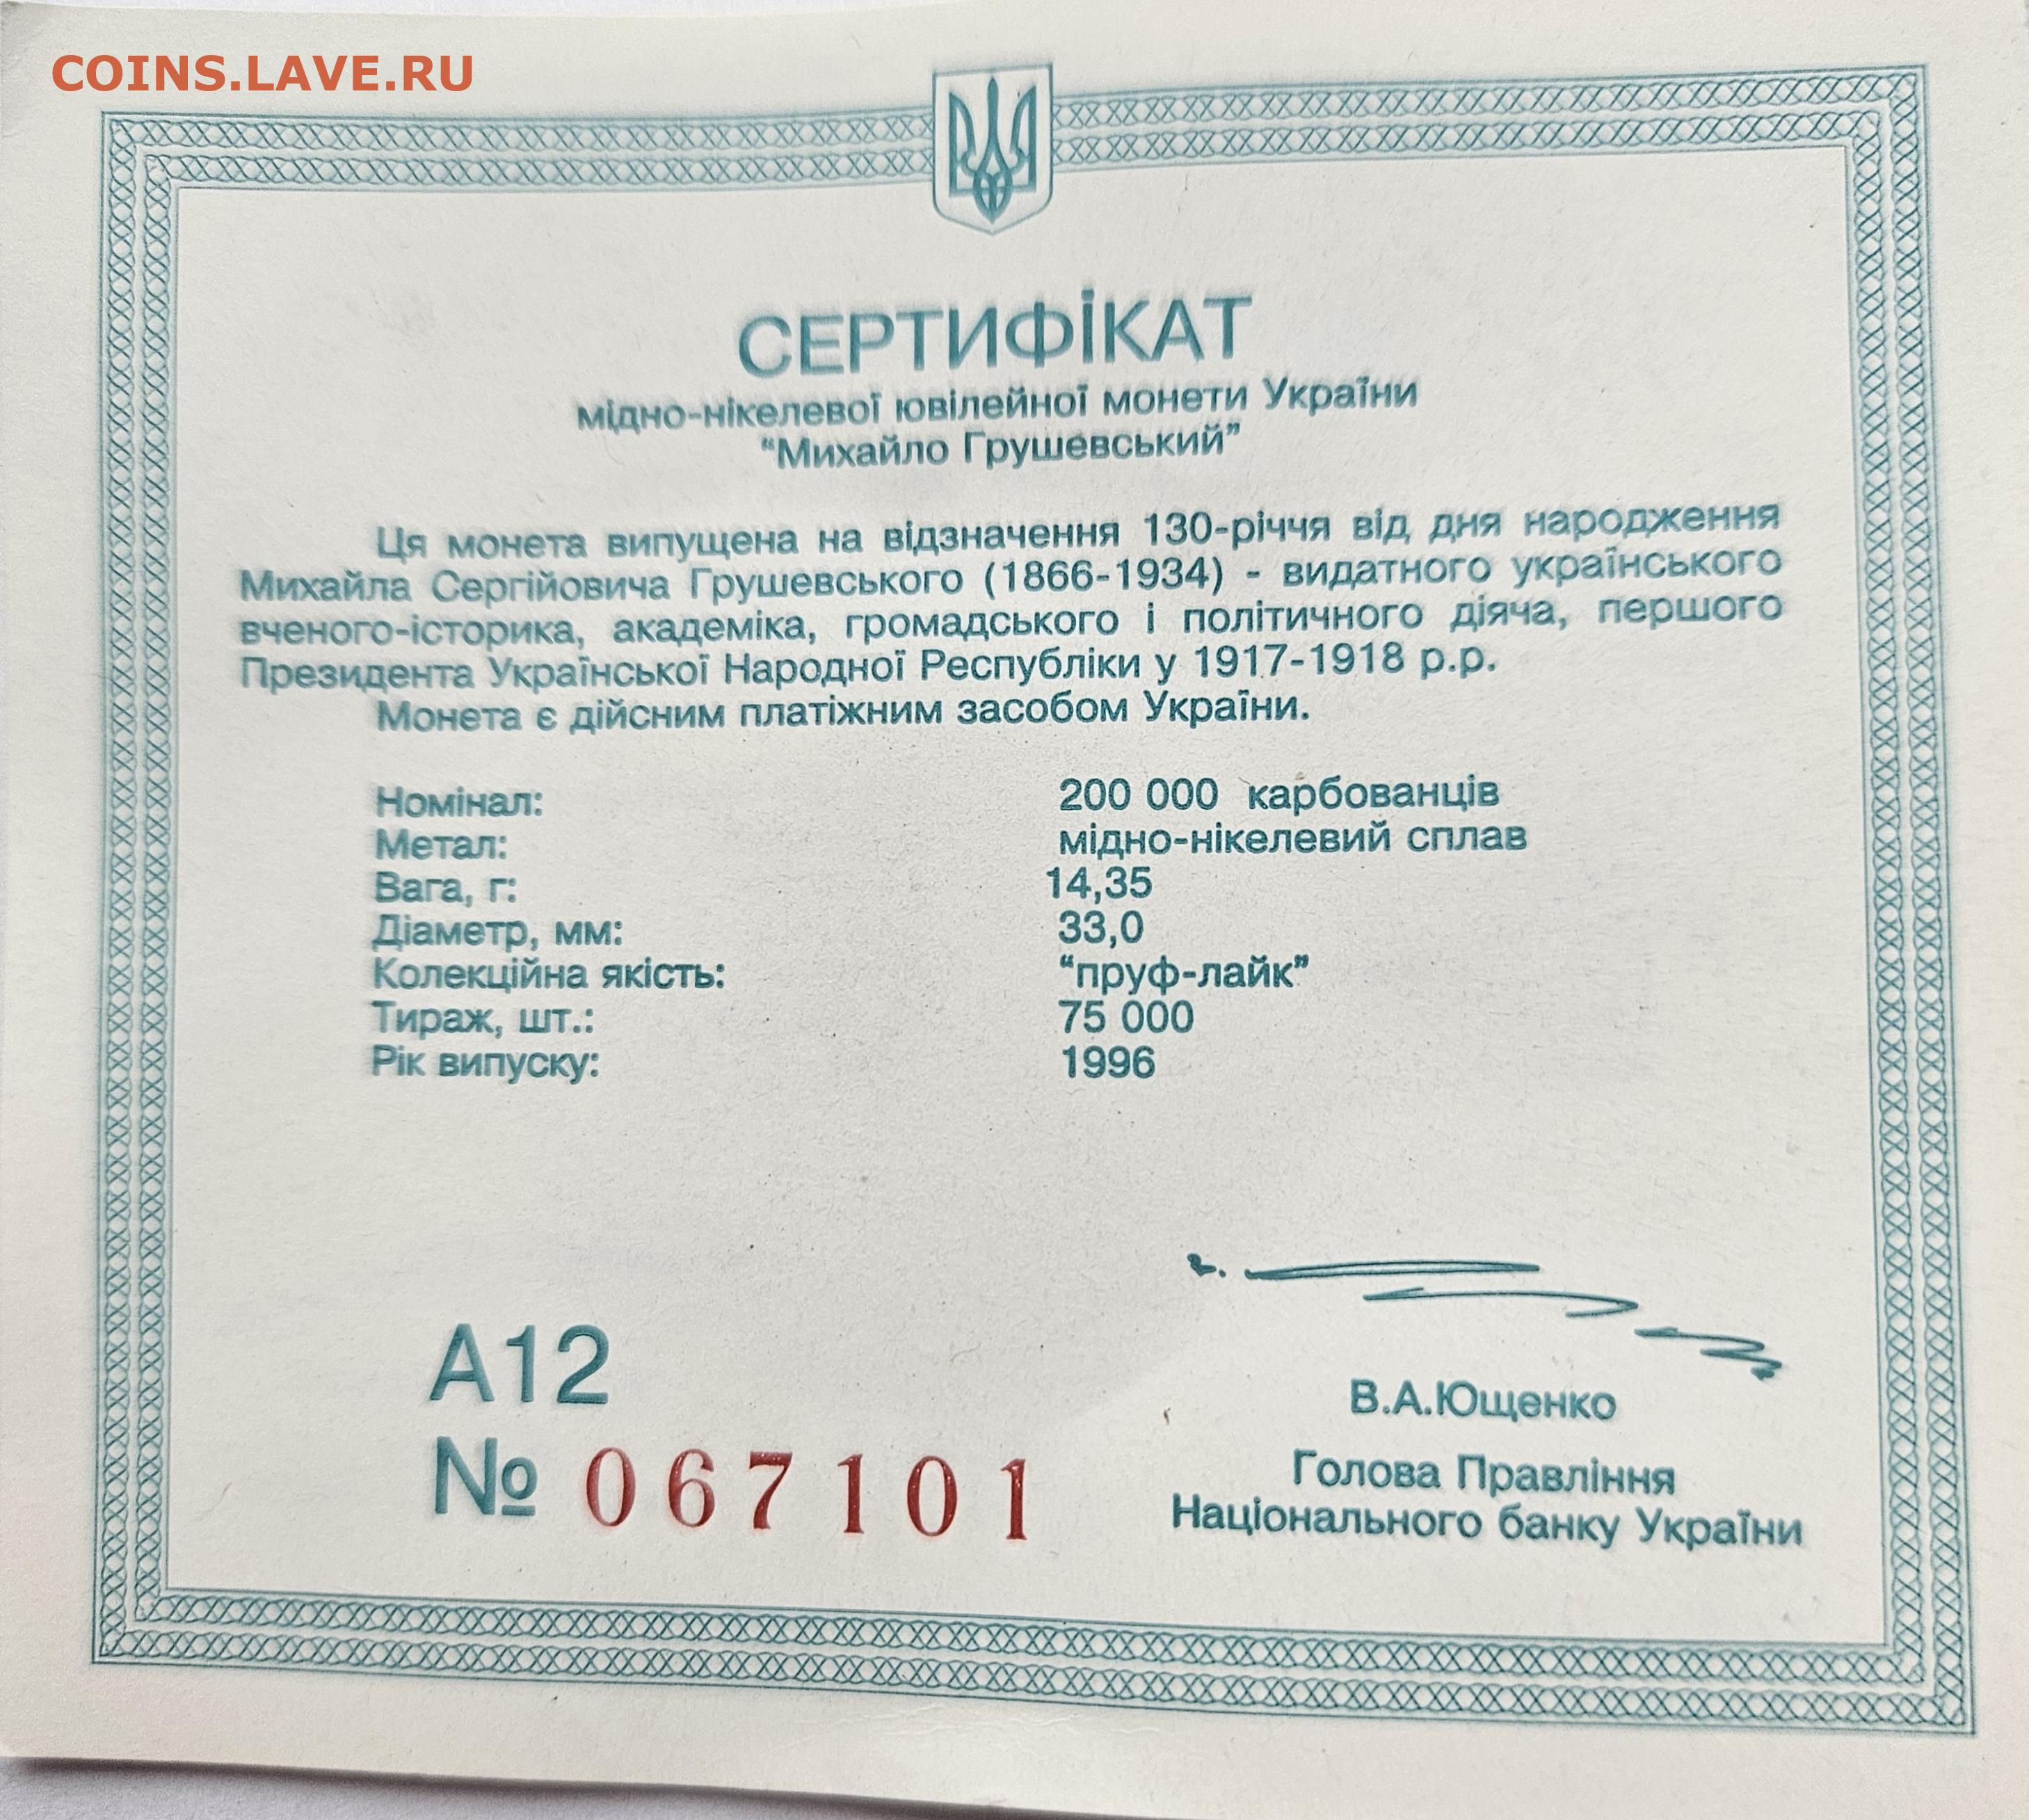 COINS.LAVE.RU
СЕРТИФІКАТ
мідно-нікелевої ювілейної монети України
“Михайло Грушевський”
Ця монета випущена на відзначення 130-річчя від дня народження
Михайла Сергійовича Грушевського (1866-1934) - видатного українського
вченого-історика, академіка, громадського і політичного діяча, першого
Президента Української Народної Республіки у 1917-1918 р.р.
Монета є дійсним платіжним засобом України.
Номінал: 200 000 карбованців
Метал: мідно-нікелевий сплав
Вага, г: 14,35
Діаметр, мм: 33,0
Колекційна якість: “пруф-лайк”
Тираж, шт.: 75 000
Рік випуску: 1996
А12
№ 067101
В.А.Ющенко
Голова Правління
Національного банку України